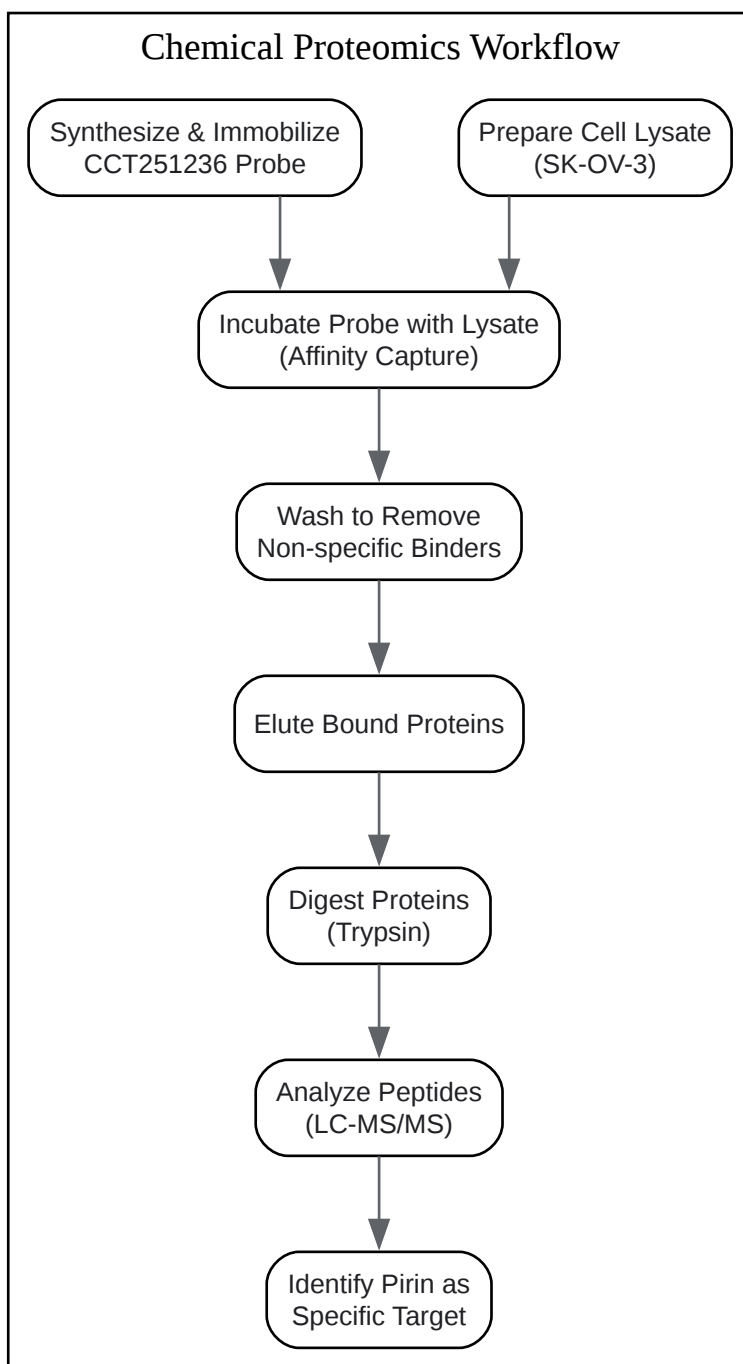 Chemical Proteomics Workflow
Synthesize & Immobilize
CCT251236 Probe
Prepare Cell Lysate
(SK-OV-3)
Incubate Probe with Lysate
(Affinity Capture)
Wash to Remove
Non-specific Binders
Elute Bound Proteins
Digest Proteins
(Trypsin)
Analyze Peptides
(LC-MS/MS)
Identify Pirin as
Specific Target